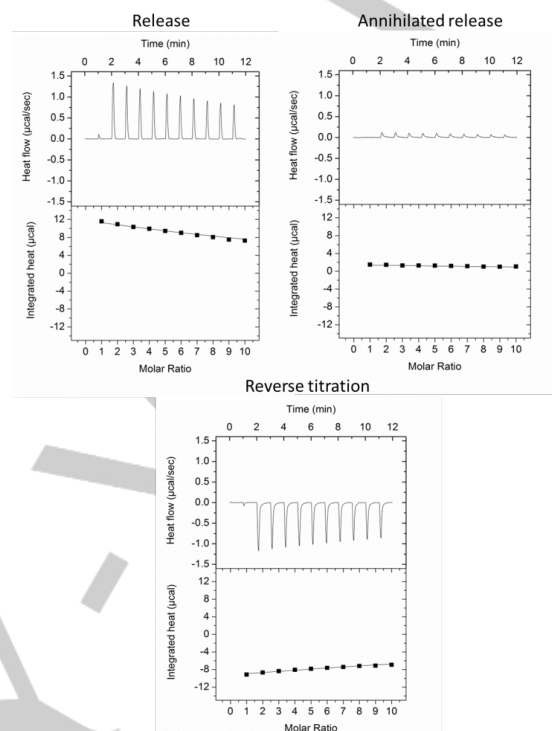 Release
Time (min)
0 2 4 6 8 10 12
Heat flow (µcal/sec)
1.5
1.0
0.5
0.0
-0.5
-1.0
-1.5
Integrated heat (µcal)
12
8
4
0
-4
-8
-12
0 1 2 3 4 5 6 7 8 9 10
Molar Ratio
Annihilated release
Time (min)
0 2 4 6 8 10 12
Heat flow (µcal/sec)
1.5
1.0
0.5
0.0
-0.5
-1.0
-1.5
Integrated heat (µcal)
12
8
4
0
-4
-8
-12
0 1 2 3 4 5 6 7 8 9 10
Molar Ratio
Reverse titration
Time (min)
0 2 4 6 8 10 12
Heat flow (µcal/sec)
1.5
1.0
0.5
0.0
-0.5
-1.0
-1.5
Integrated heat (µcal)
12
8
4
0
-4
-8
-12
0 1 2 3 4 5 6 7 8 9 10
Molar Ratio